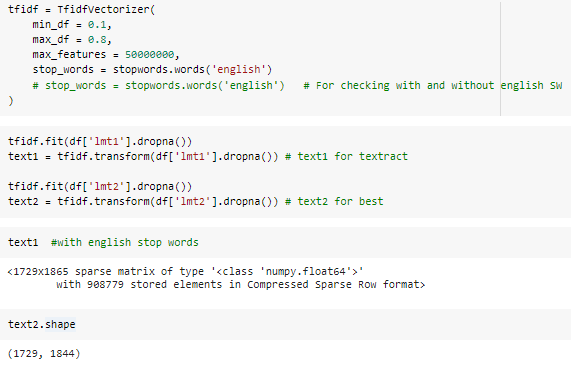 tfidf = TfidfVectorizer(
    min_df = 0.1,
    max_df = 0.8,
    max_features = 50000000,
    stop_words = stopwords.words('english')
    # stop_words = stopwords.words('english')   # For checking with and without english SW
)
tfidf.fit(df['lmt1'].dropna())
text1 = tfidf.transform(df['lmt1'].dropna()) # text1 for textract
tfidf.fit(df['lmt2'].dropna())
text2 = tfidf.transform(df['lmt2'].dropna()) # text2 for best
text1  #with english stop words
<1729x1865 sparse matrix of type '<class 'numpy.float64'>'
        with 908779 stored elements in Compressed Sparse Row format>
text2.shape
(1729, 1844)